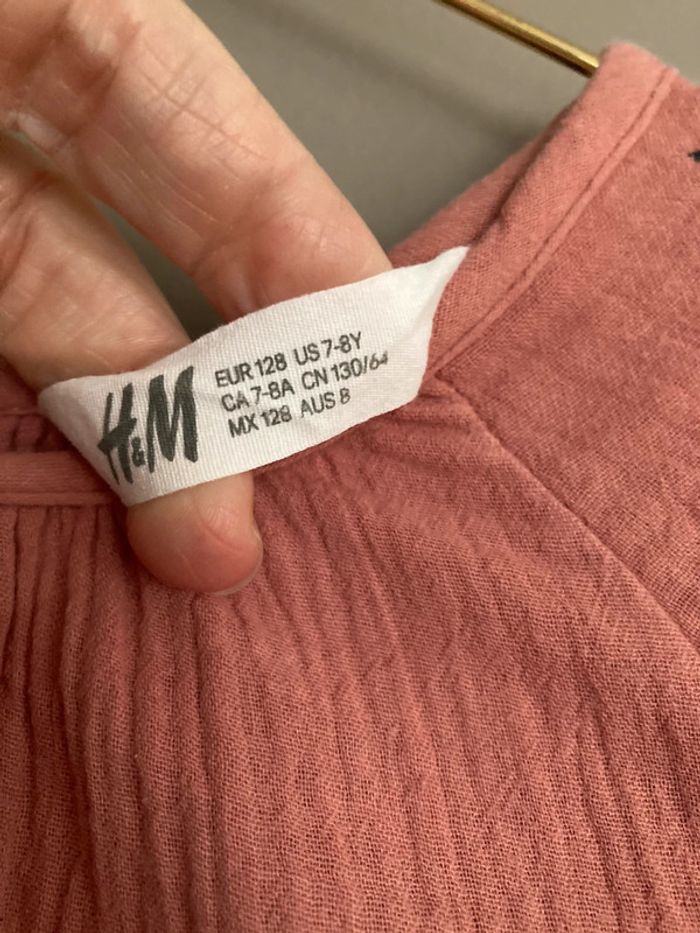 H&M
EUR 128 US 7-8Y
CA 7-8A CN 130/64
MX 128 AUS 8